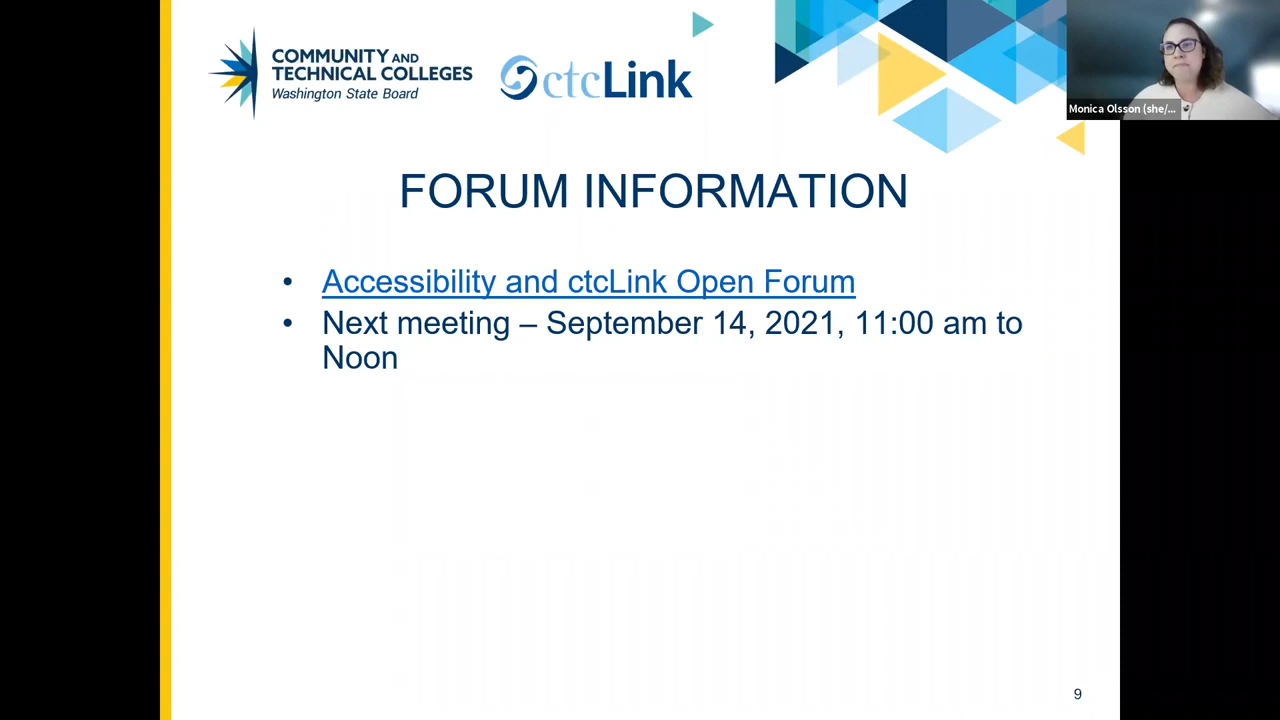 COMMUNITY AND
TECHNICAL COLLEGES
Washington State Board
ctcLink
Monica Olsson (she/...
FORUM INFORMATION
• Accessibility and ctcLink Open Forum
• Next meeting – September 14, 2021, 11:00 am to
Noon
9